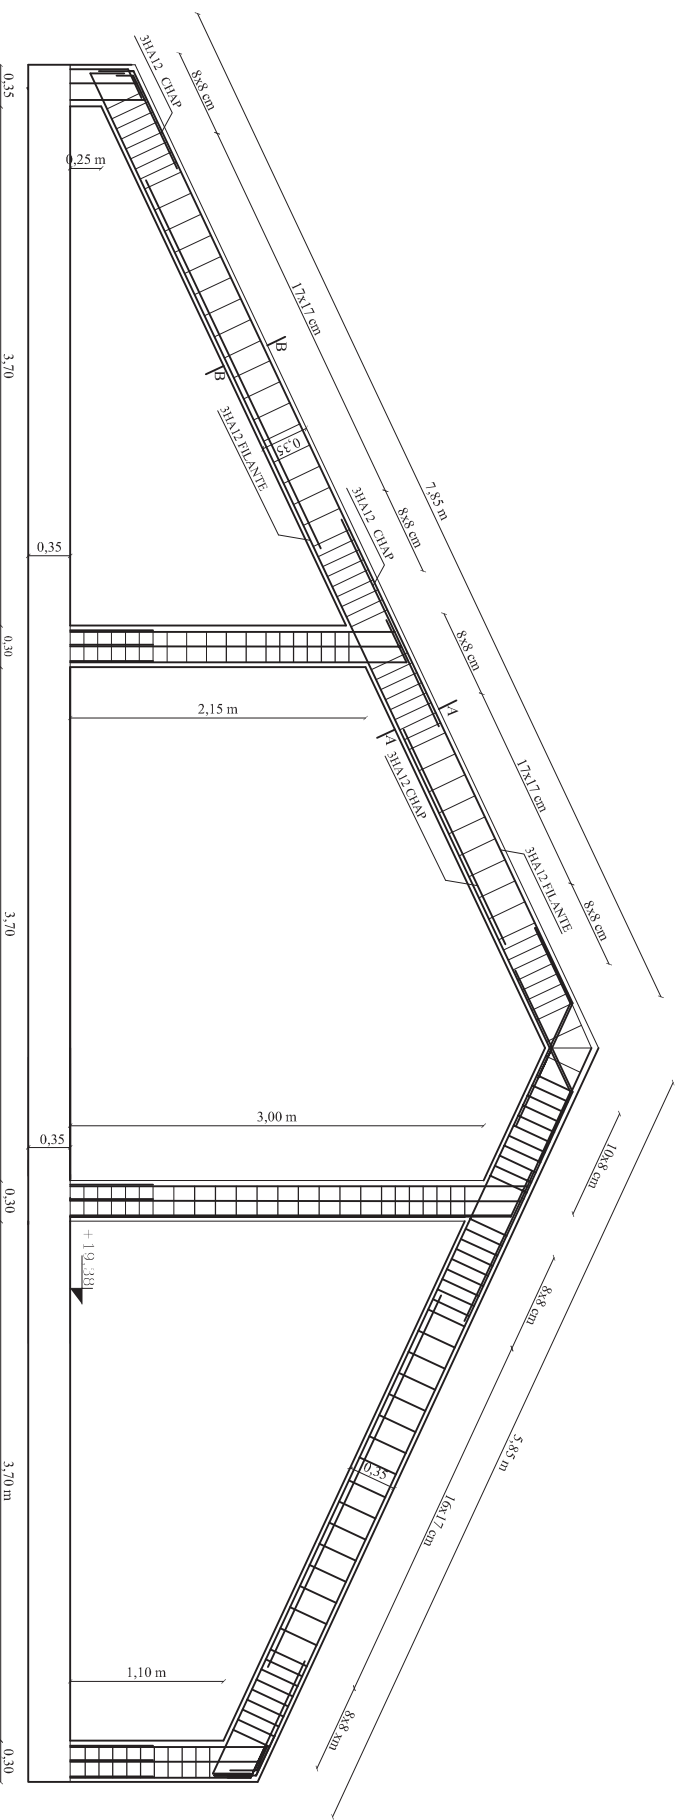 0,35
3HA12 CHAP
8x8 cm
0,25 m
17x17 cm
B
B
3,70
0,33
3HA12 FILANTE
7,85 m
3HA12 CHAP
8x8 cm
0,35
8x8 cm
0,30
A
2,15 m
A
3HA12 CHAP
17x17 cm
3HA12 FILANTE
8x8 cm
3,70
3,00 m
0,35
10x8 cm
0,30
+19.38
8x8 cm
5,85 m
0,35
3,70 m
16x17 cm
1,10 m
8x8 xm
0,30